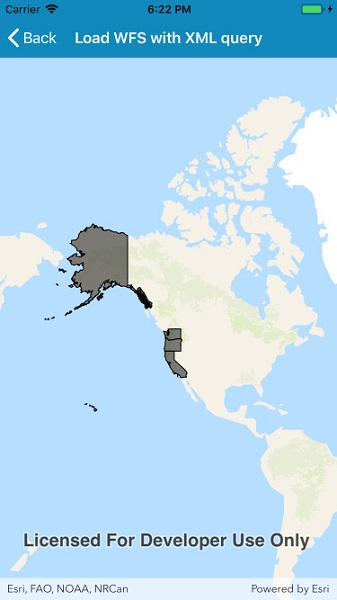 Carrier 6:22 PM
Back Load WFS with XML query
Licensed For Developer Use Only
Esri, FAO, NOAA, NRCan Powered by Esri